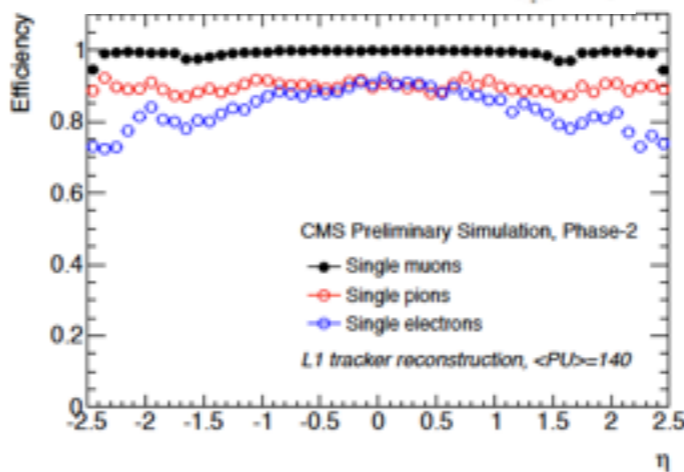 Efficiency
1
0.8
0.6
0.4
0.2
0
CMS Preliminary Simulation, Phase-2
Single muons
Single pions
Single electrons
L1 tracker reconstruction, <PU>=140
-2.5 -2 -1.5 -1 -0.5 0 0.5 1 1.5 2 2.5
η